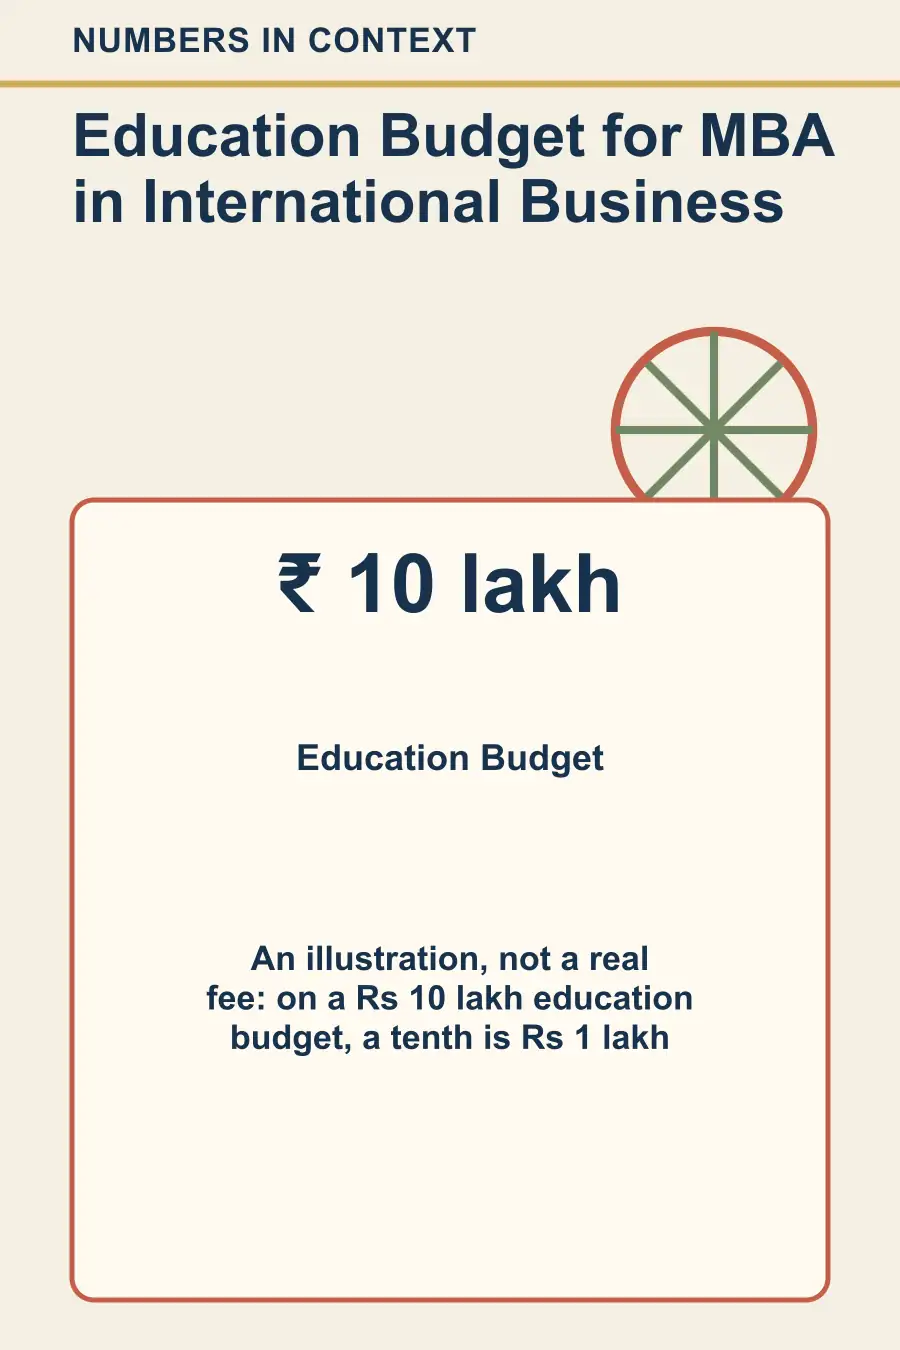 NUMBERS IN CONTEXT
Education Budget for MBA
in International Business
₹ 10 lakh
Education Budget
An illustration, not a real
fee: on a Rs 10 lakh education
budget, a tenth is Rs 1 lakh